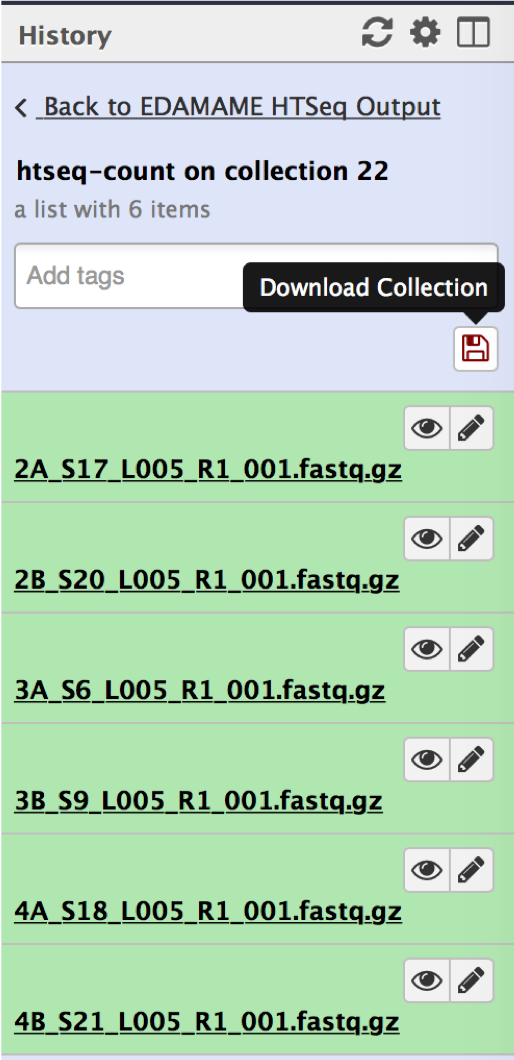 History
Back to EDAMAME HTSeq Output
htseq-count on collection 22
a list with 6 items
Add tags
Download Collection
2A_S17_L005_R1_001.fastq.gz
2B_S20_L005_R1_001.fastq.gz
3A_S6_L005_R1_001.fastq.gz
3B_S9_L005_R1_001.fastq.gz
4A_S18_L005_R1_001.fastq.gz
4B_S21_L005_R1_001.fastq.gz